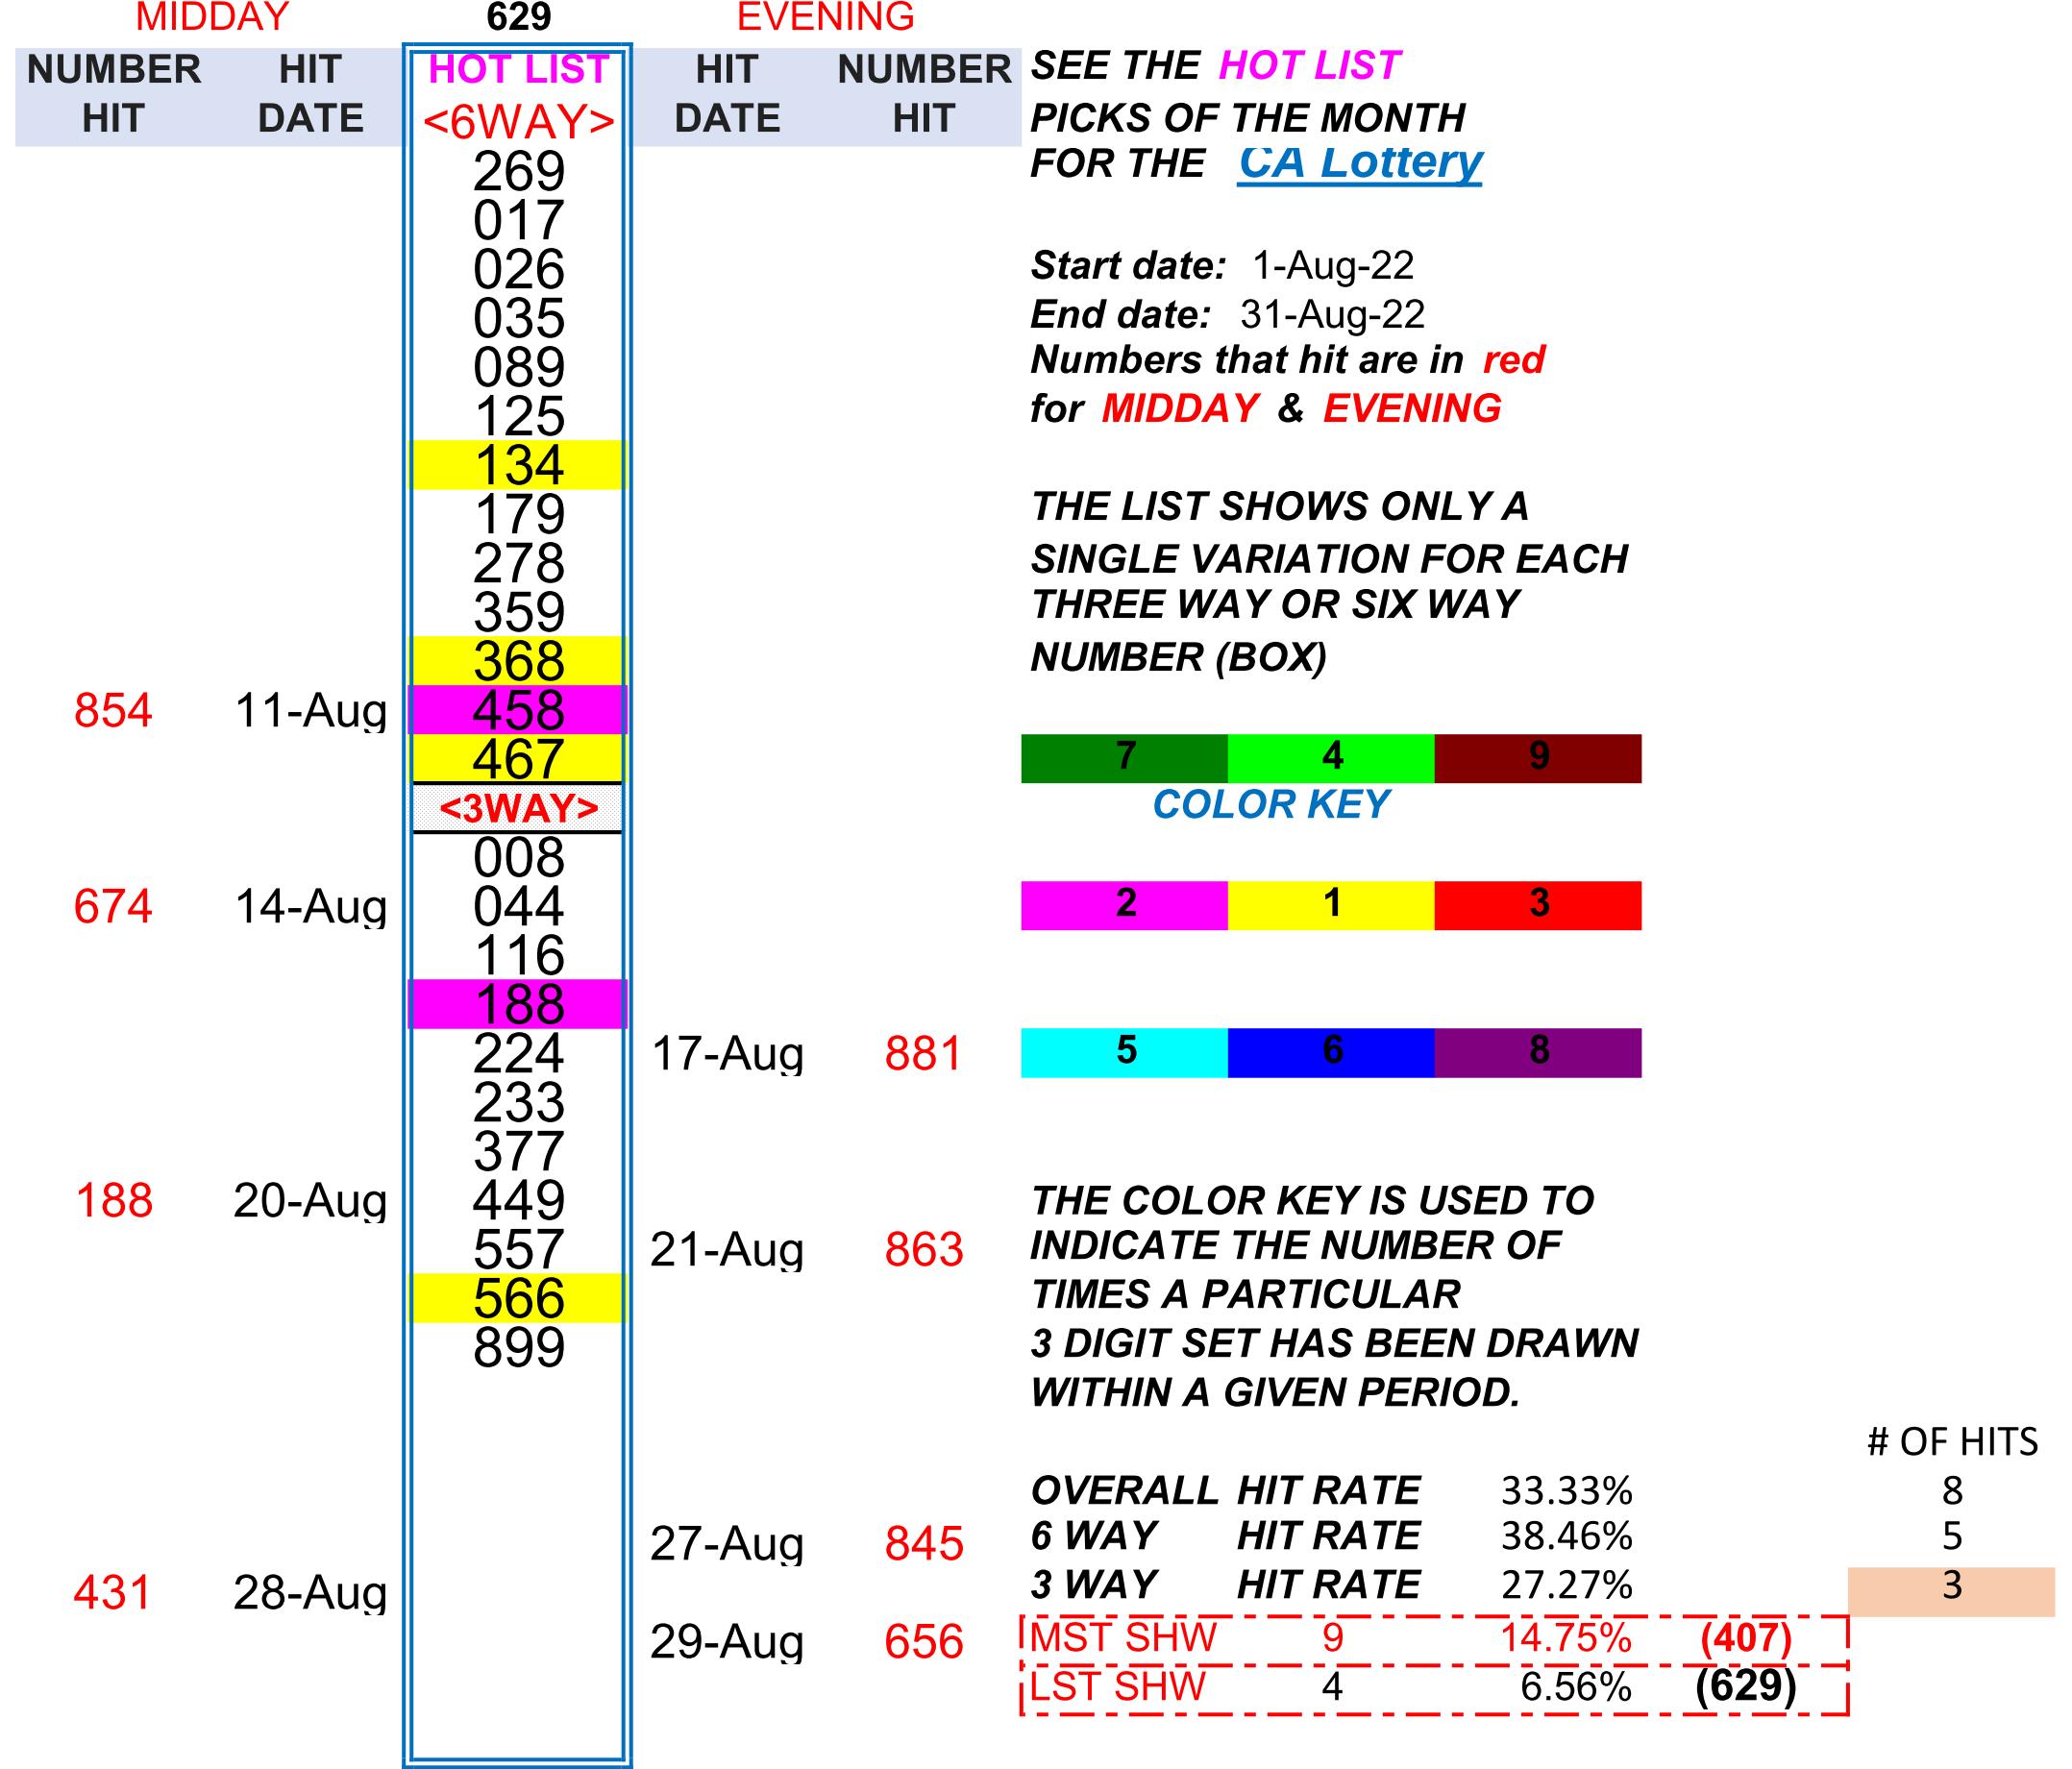 MIDDAY 629 EVENING
NUMBER HIT HOT LIST HIT NUMBER SEE THE HOT LIST
HIT DATE <6WAY> DATE HIT PICKS OF THE MONTH
269 FOR THE CA Lottery
017
026 Start date: 1-Aug-22
035 End date: 31-Aug-22
089 Numbers that hit are in red
125 for MIDDAY & EVENING
134
179 THE LIST SHOWS ONLY A
278 SINGLE VARIATION FOR EACH
359 THREE WAY OR SIX WAY
368 NUMBER (BOX)
854 11-Aug 458
467 7 4 9
<3WAY> COLOR KEY
008
674 14-Aug 044 2 1 3
116
188
224 17-Aug 881 5 6 8
233
377
188 20-Aug 449 THE COLOR KEY IS USED TO
557 21-Aug 863 INDICATE THE NUMBER OF
566 TIMES A PARTICULAR
899 3 DIGIT SET HAS BEEN DRAWN
WITHIN A GIVEN PERIOD.
# OF HITS
OVERALL HIT RATE 33.33% 8
27-Aug 845 6 WAY HIT RATE 38.46% 5
431 28-Aug 3 WAY HIT RATE 27.27% 3
29-Aug 656 MST SHW 9 14.75% (407)
LST SHW 4 6.56% (629)